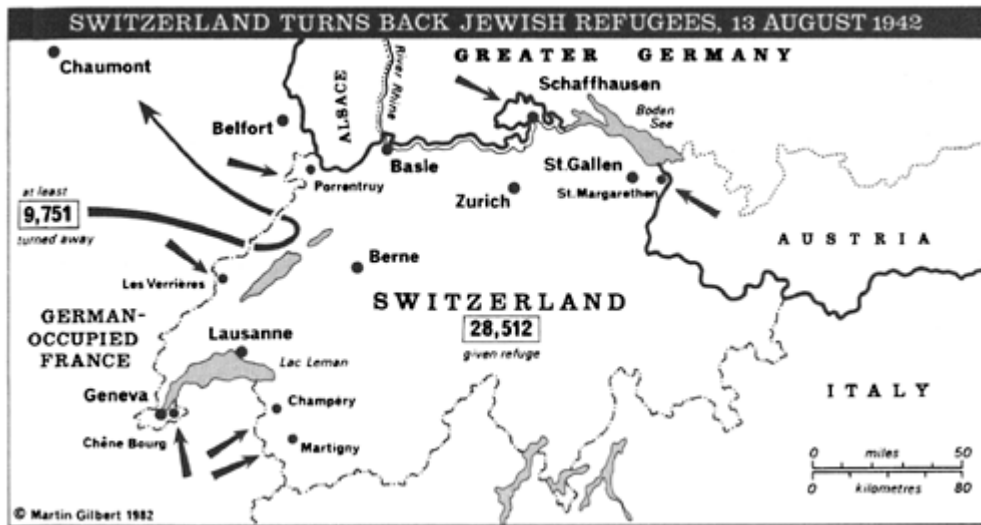 SWITZERLAND TURNS BACK JEWISH REFUGEES, 13 AUGUST 1942
Chaumont
GREATER GERMANY
River Rhine
Schaffhausen
ALSACE
Boden
See
Belfort
Basle
Porrentruy
St.Gallen
St.Margarethen
Zurich
at least
9,751
turned away
AUSTRIA
Berne
Les Verrières
SWITZERLAND
28,512
given refuge
GERMAN-
OCCUPIED
FRANCE
Lausanne
Lac Leman
ITALY
Geneva
Champéry
Chêne Bourg
Martigny
0 miles 50
0 kilometres 80
© Martin Gilbert 1982